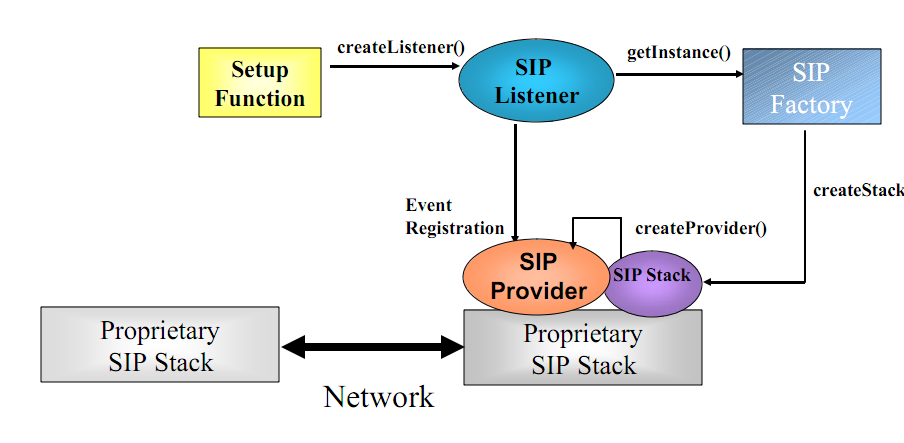 createListener()
Setup
Function
SIP
Listener
getInstance()
SIP
Factory
createStack
Event
Registration
createProvider()
SIP
Provider
SIP Stack
Proprietary
SIP Stack
Proprietary
SIP Stack
Network